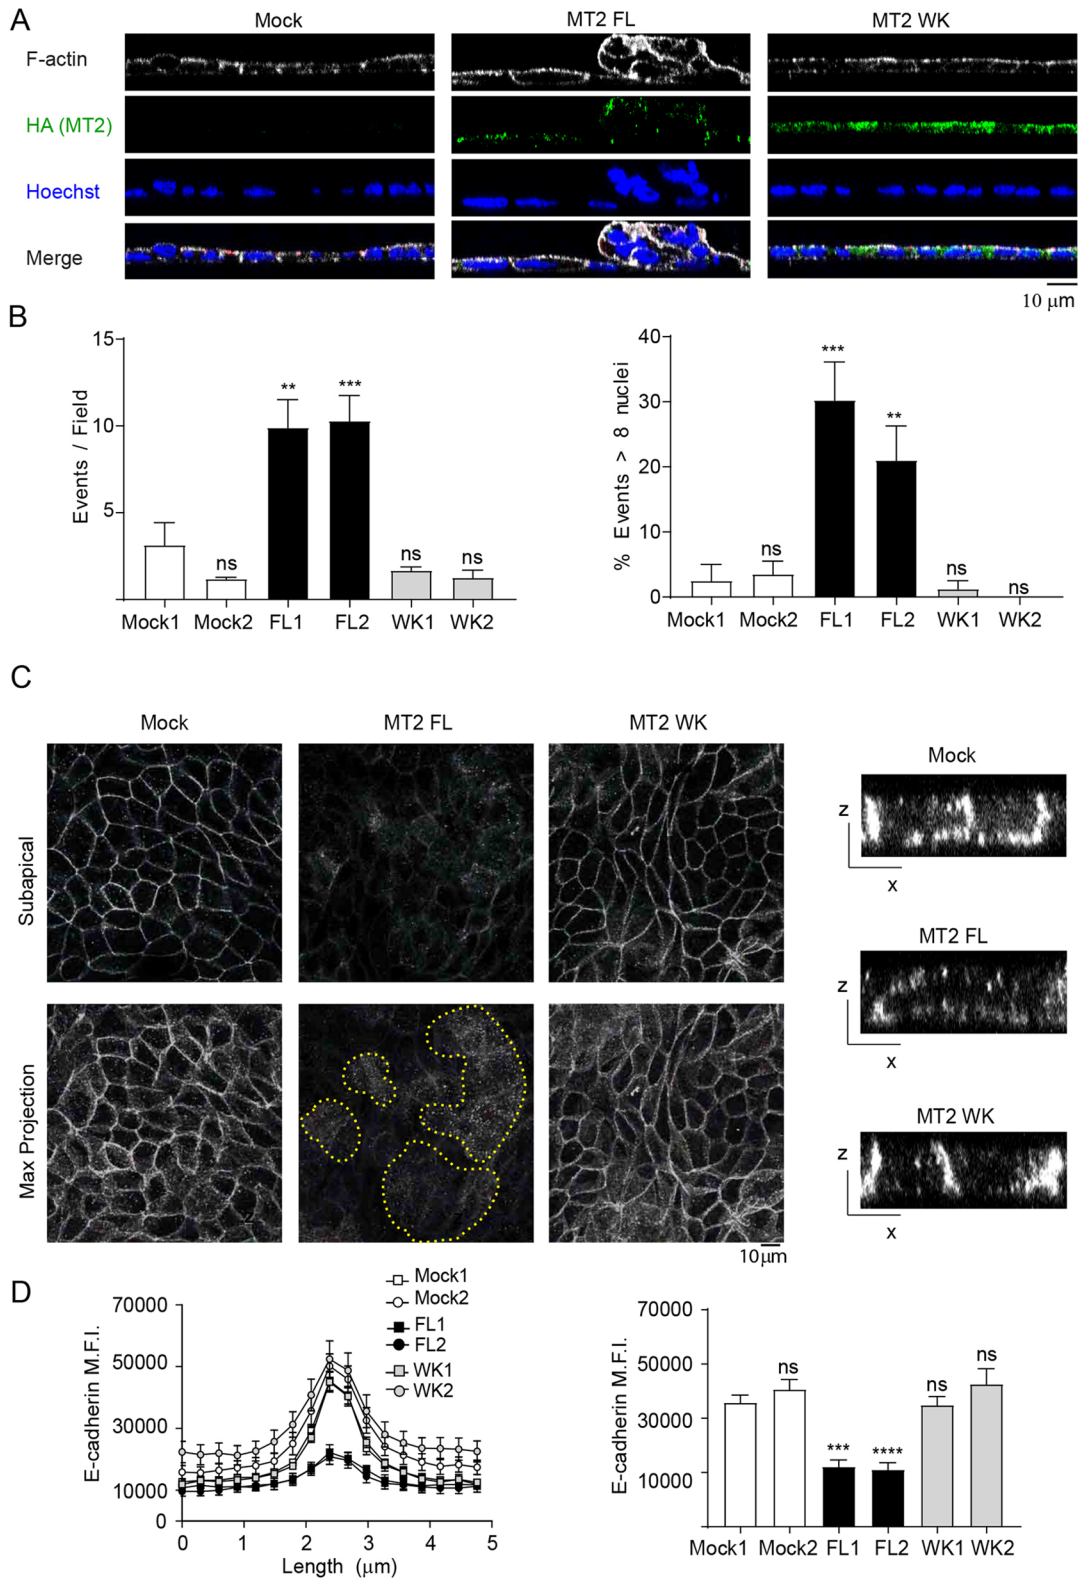 A
Mock
MT2 FL
MT2 WK
F-actin
HA (MT2)
Hoechst
Merge
10 µm
B
Events / Field
15
10
5
**
***
ns
ns
ns
Mock1
Mock2
FL1
FL2
WK1
WK2
% Events > 8 nuclei
40
30
20
10
0
***
**
ns
ns
ns
Mock1
Mock2
FL1
FL2
WK1
WK2
C
Mock
MT2 FL
MT2 WK
Subapical
Max Projection
10µm
Mock
z
x
MT2 FL
z
x
MT2 WK
z
x
D
E-cadherin M.F.I.
70000
50000
30000
10000
0
0
1
2
3
4
5
Length (µm)
Mock1
Mock2
FL1
FL2
WK1
WK2
E-cadherin M.F.I.
70000
50000
30000
10000
ns
***
****
ns
ns
Mock1
Mock2
FL1
FL2
WK1
WK2